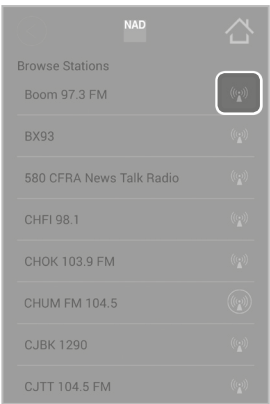 NAD
Browse Stations
Boom 97.3 FM
BX93
580 CFRA News Talk Radio
CHFI 98.1
CHOK 103.9 FM
CHUM FM 104.5
CJBK 1290
CJTT 104.5 FM